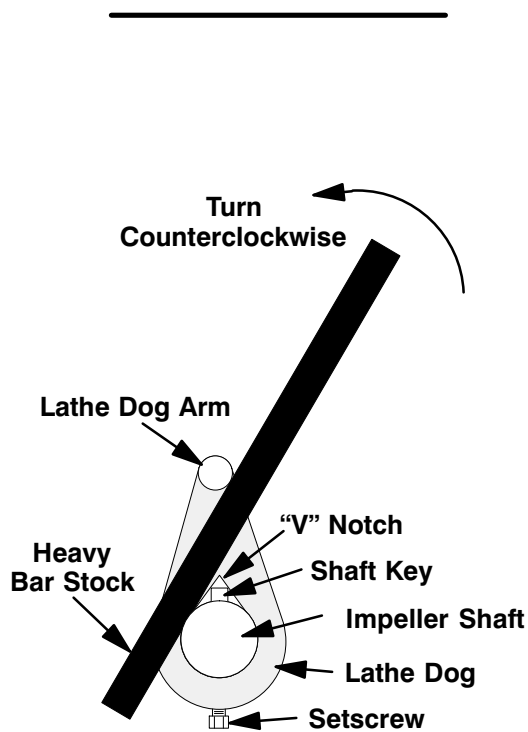 Turn
Counterclockwise
Lathe Dog Arm
“V” Notch
Shaft Key
Heavy
Bar Stock
Impeller Shaft
Lathe Dog
Setscrew